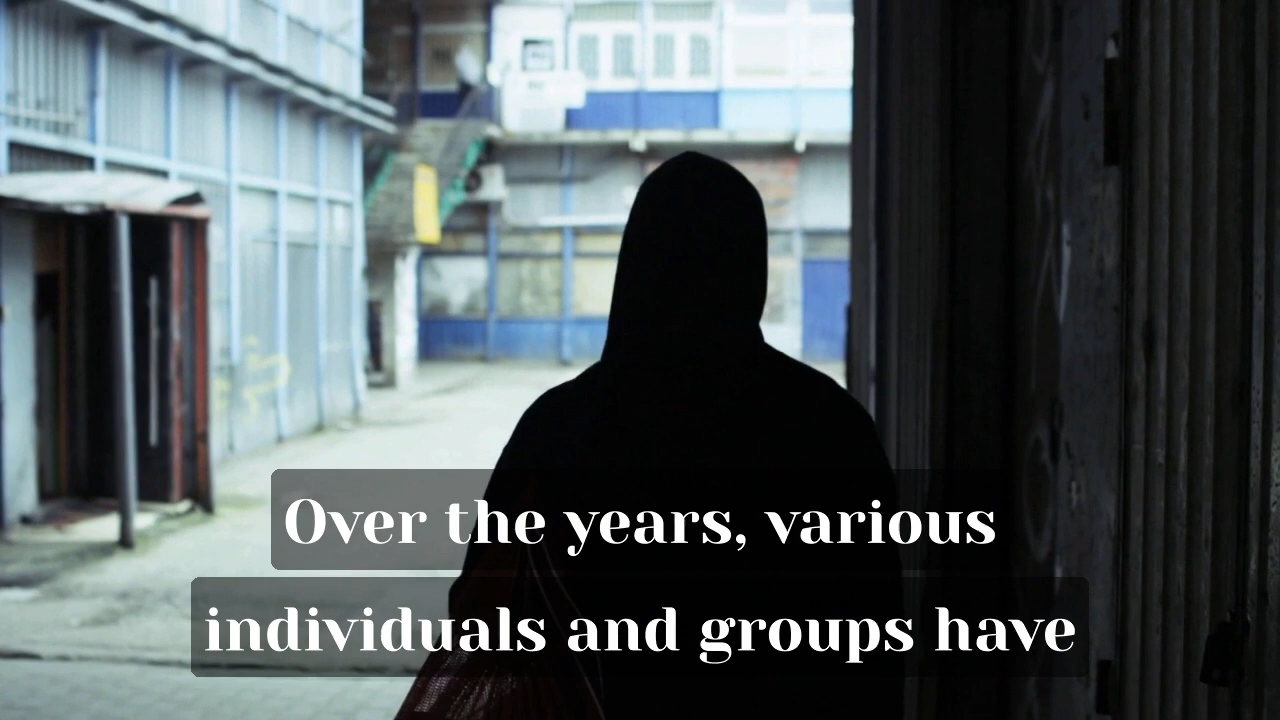 Over the years, various
individuals and groups have